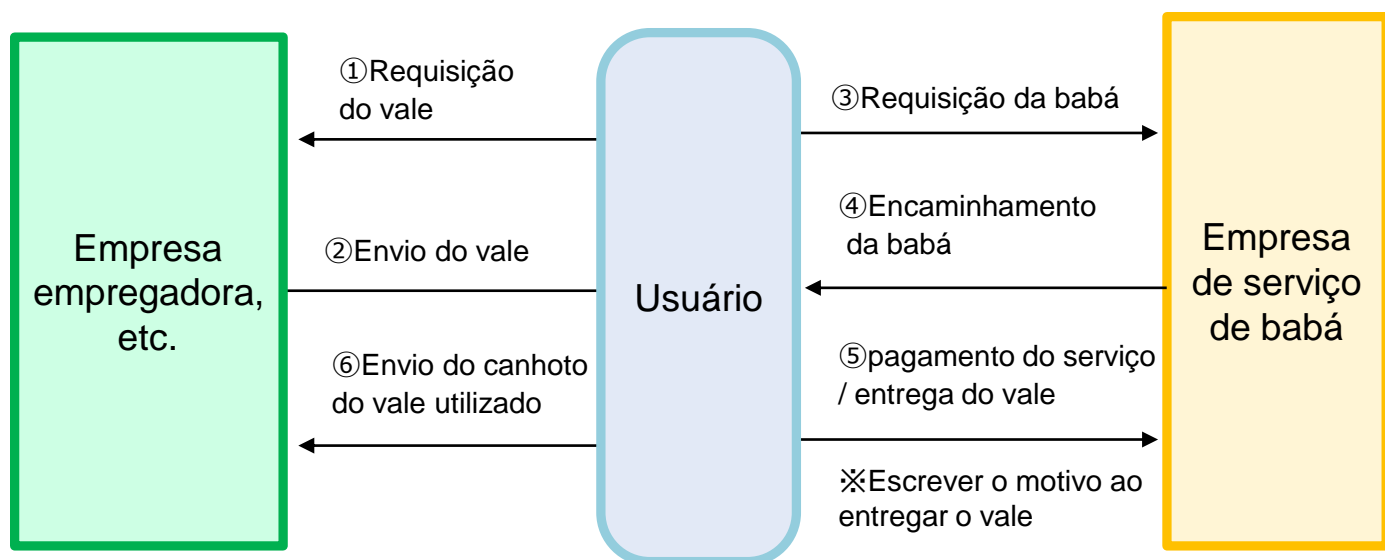 Empresa
empregadora,
etc.
①Requisição
do vale
②Envio do vale
⑥Envio do canhoto
do vale utilizado
Usuário
③Requisição da babá
④Encaminhamento
da babá
⑤pagamento do serviço
/ entrega do vale
※Escrever o motivo ao
entregar o vale
Empresa
de serviço
de babá